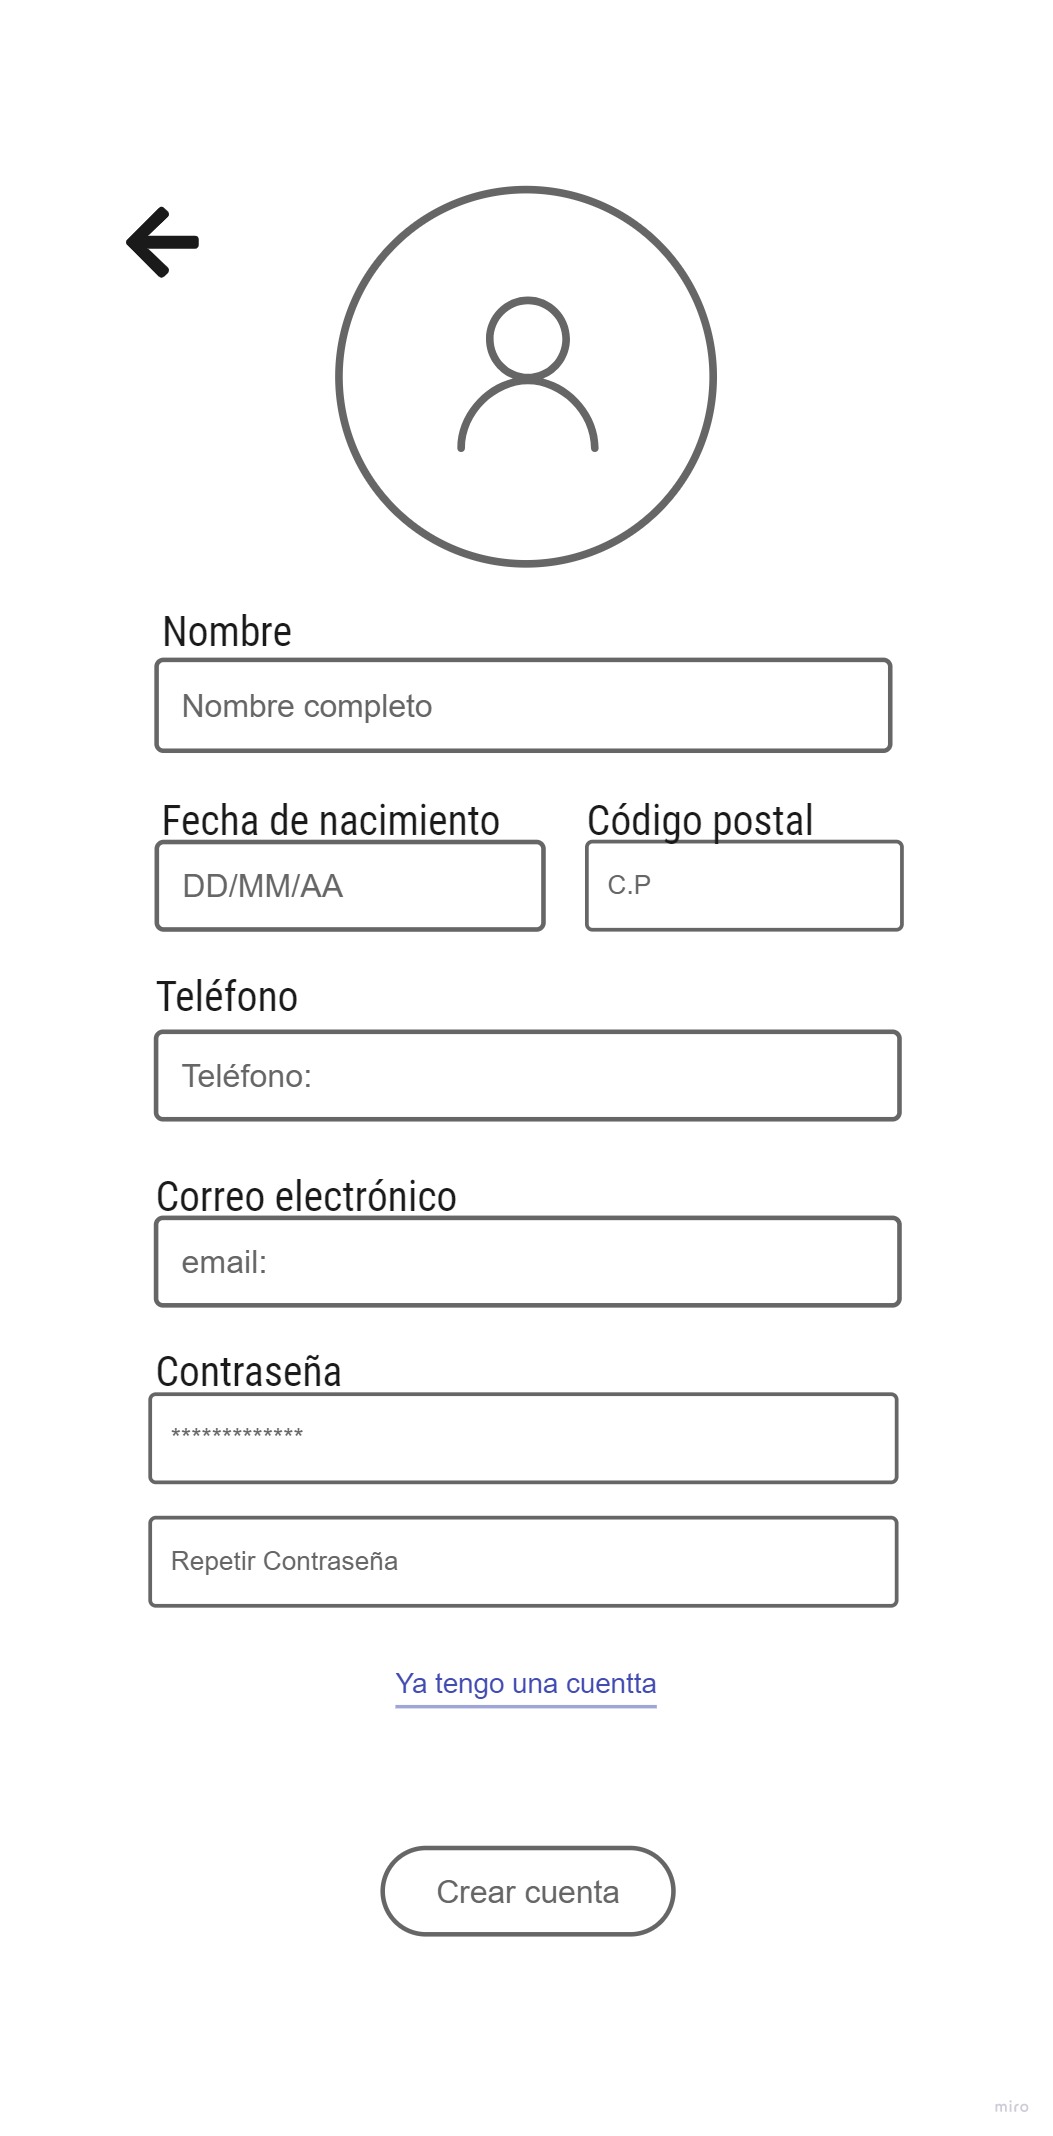 Nombre
Nombre completo
Fecha de nacimiento
Código postal
DD/MM/AA
C.P
Teléfono
Teléfono:
Correo electrónico
email:
Contraseña
*************
Repetir Contraseña
Ya tengo una cuentta
Crear cuenta
miro